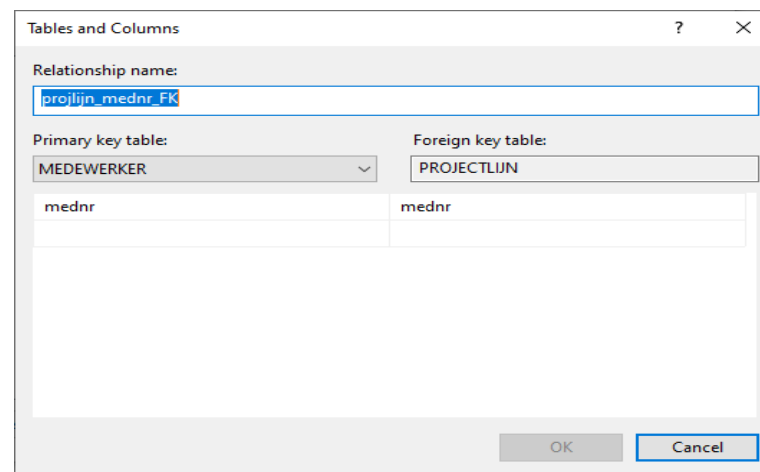 Tables and Columns ? ×
Relationship name:
projlijn_mednr_FK
Primary key table: Foreign key table:
MEDEWERKER PROJECTLIJN
mednr mednr
OK Cancel